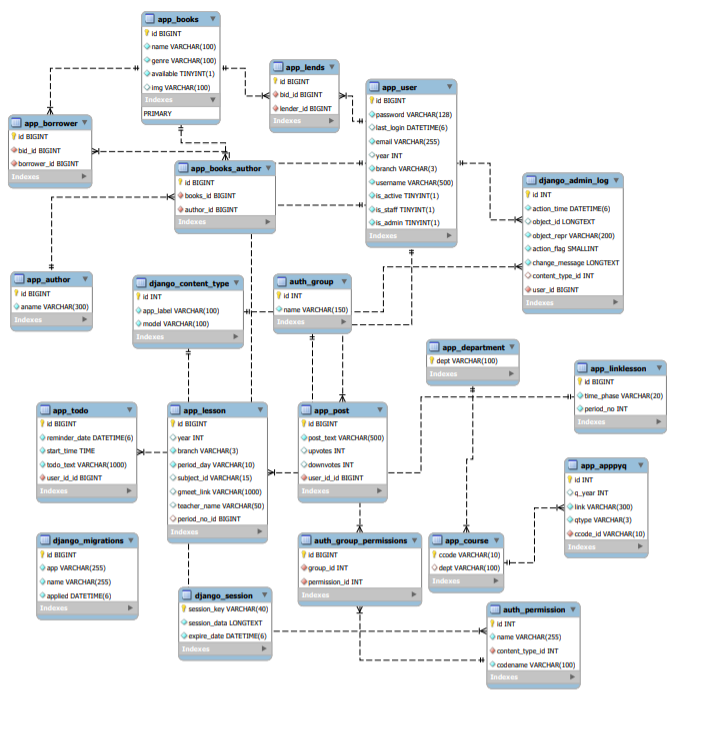 app_books
id BIGINT
name VARCHAR(100)
genre VARCHAR(100)
available TINYINT(1)
img VARCHAR(100)
Indexes
PRIMARY
app_lends
id BIGINT
bid_id BIGINT
lender_id BIGINT
Indexes
app_user
id BIGINT
password VARCHAR(128)
last_login DATETIME(6)
email VARCHAR(255)
year INT
branch VARCHAR(3)
username VARCHAR(500)
is_active TINYINT(1)
is_staff TINYINT(1)
is_admin TINYINT(1)
Indexes
app_borrower
id BIGINT
bid_id BIGINT
borrower_id BIGINT
Indexes
app_books_author
id BIGINT
books_id BIGINT
author_id BIGINT
Indexes
django_admin_log
id INT
action_time DATETIME(6)
object_id LONGTEXT
object_repr VARCHAR(200)
action_flag SMALLINT
change_message LONGTEXT
content_type_id INT
user_id BIGINT
Indexes
app_author
id BIGINT
aname VARCHAR(300)
Indexes
django_content_type
id INT
app_label VARCHAR(100)
model VARCHAR(100)
Indexes
auth_group
id INT
name VARCHAR(150)
Indexes
app_department
dept VARCHAR(100)
Indexes
app_linklesson
id BIGINT
time_phase VARCHAR(20)
period_no INT
Indexes
app_todo
id BIGINT
reminder_date DATETIME(6)
start_time TIME
todo_text VARCHAR(1000)
user_id_id BIGINT
Indexes
app_lesson
id BIGINT
year INT
branch VARCHAR(3)
period_day VARCHAR(10)
subject_id VARCHAR(15)
gmeet_link VARCHAR(1000)
teacher_name VARCHAR(50)
period_no_id BIGINT
Indexes
app_post
id BIGINT
post_text VARCHAR(500)
upvotes INT
downvotes INT
user_id_id BIGINT
Indexes
app_apppyq
id INT
q_year INT
link VARCHAR(300)
qtype VARCHAR(3)
ccode_id VARCHAR(10)
Indexes
django_migrations
id BIGINT
app VARCHAR(255)
name VARCHAR(255)
applied DATETIME(6)
Indexes
auth_group_permissions
id BIGINT
group_id INT
permission_id INT
Indexes
app_course
ccode VARCHAR(10)
dept VARCHAR(100)
Indexes
django_session
session_key VARCHAR(40)
session_data LONGTEXT
expire_date DATETIME(6)
Indexes
auth_permission
id INT
name VARCHAR(255)
content_type_id INT
codename VARCHAR(100)
Indexes